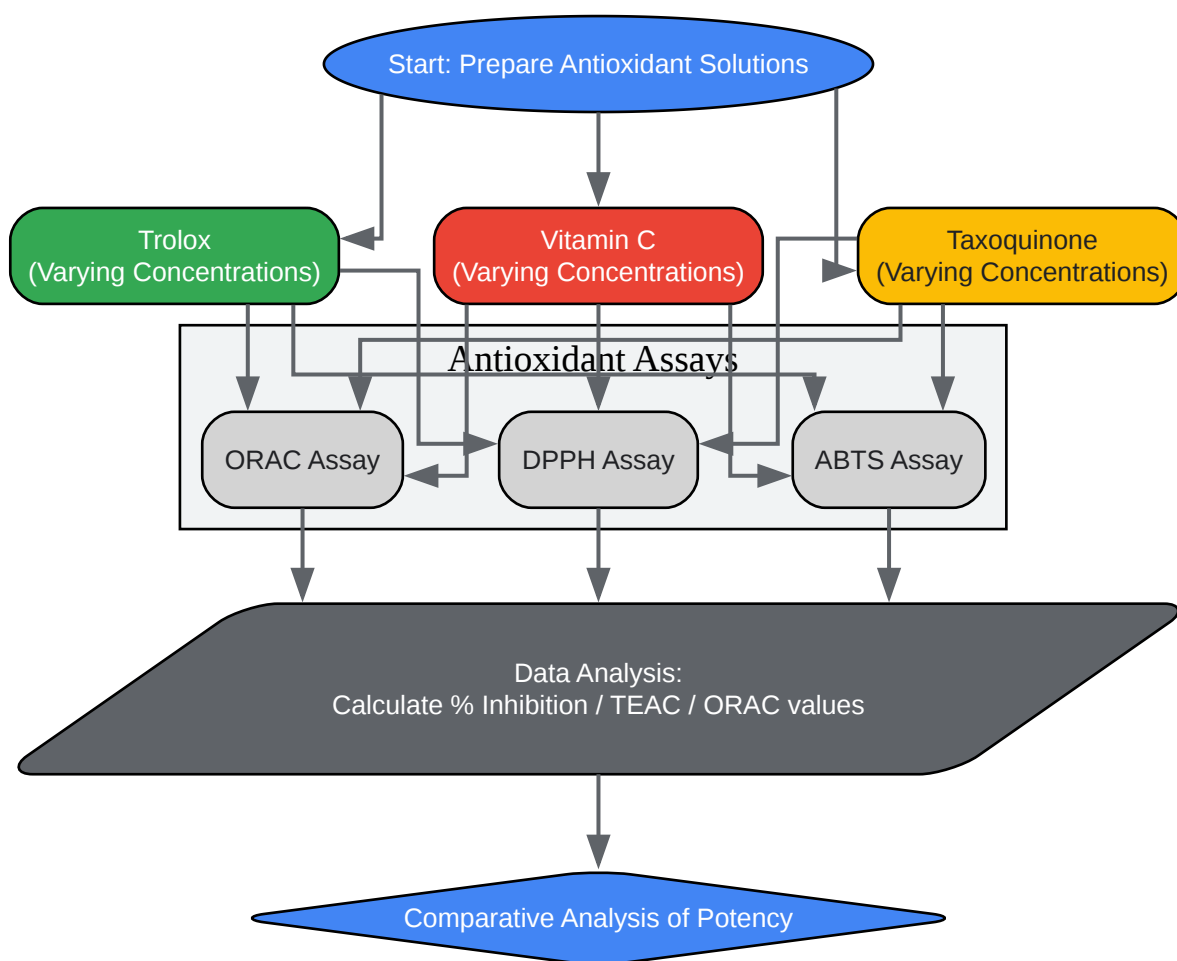 Start: Prepare Antioxidant Solutions
Trolox
(Varying Concentrations)
Vitamin C
(Varying Concentrations)
Taxoquinone
(Varying Concentrations)
Antioxidant Assays
ORAC Assay
DPPH Assay
ABTS Assay
Data Analysis:
Calculate % Inhibition / TEAC / ORAC values
Comparative Analysis of Potency